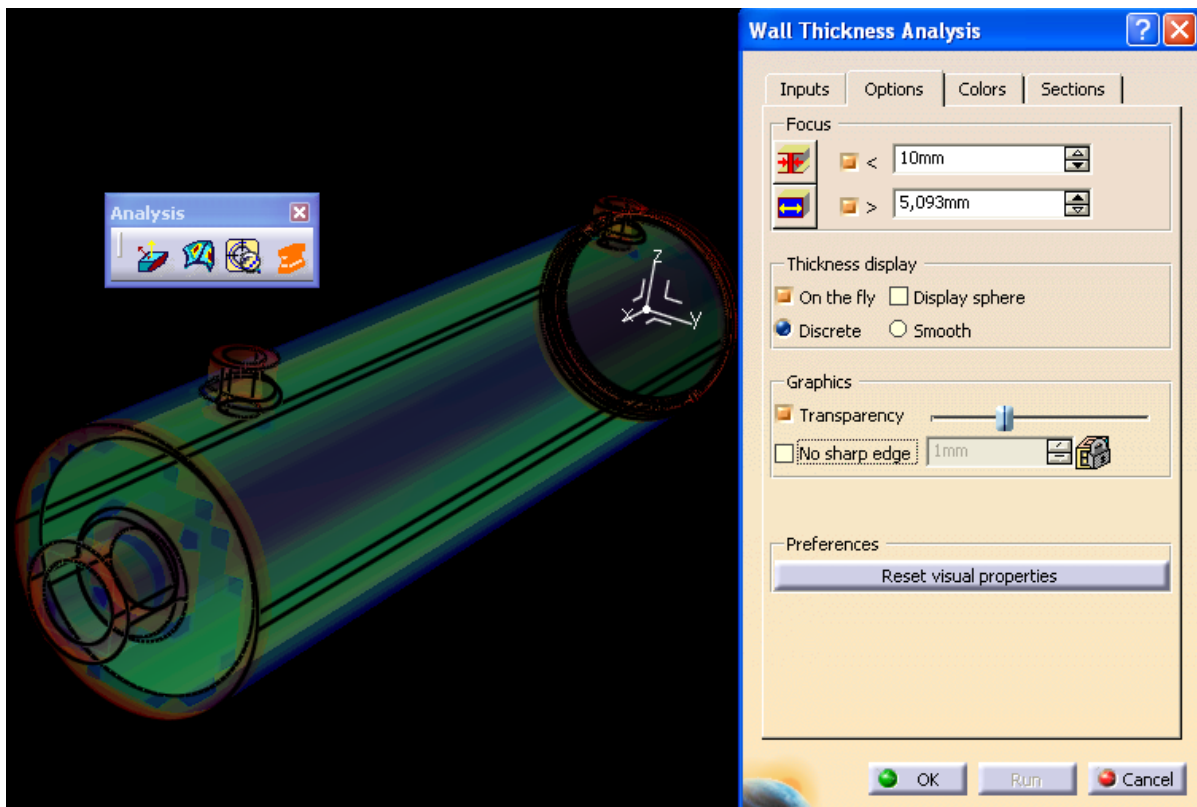 Wall Thickness Analysis
Inputs Options Colors Sections
Focus
< 10mm
> 5,093mm
Thickness display
On the fly Display sphere
Discrete Smooth
Graphics
Transparency
No sharp edge 1mm
Preferences
Reset visual properties
OK Run Cancel
Analysis
z
x y